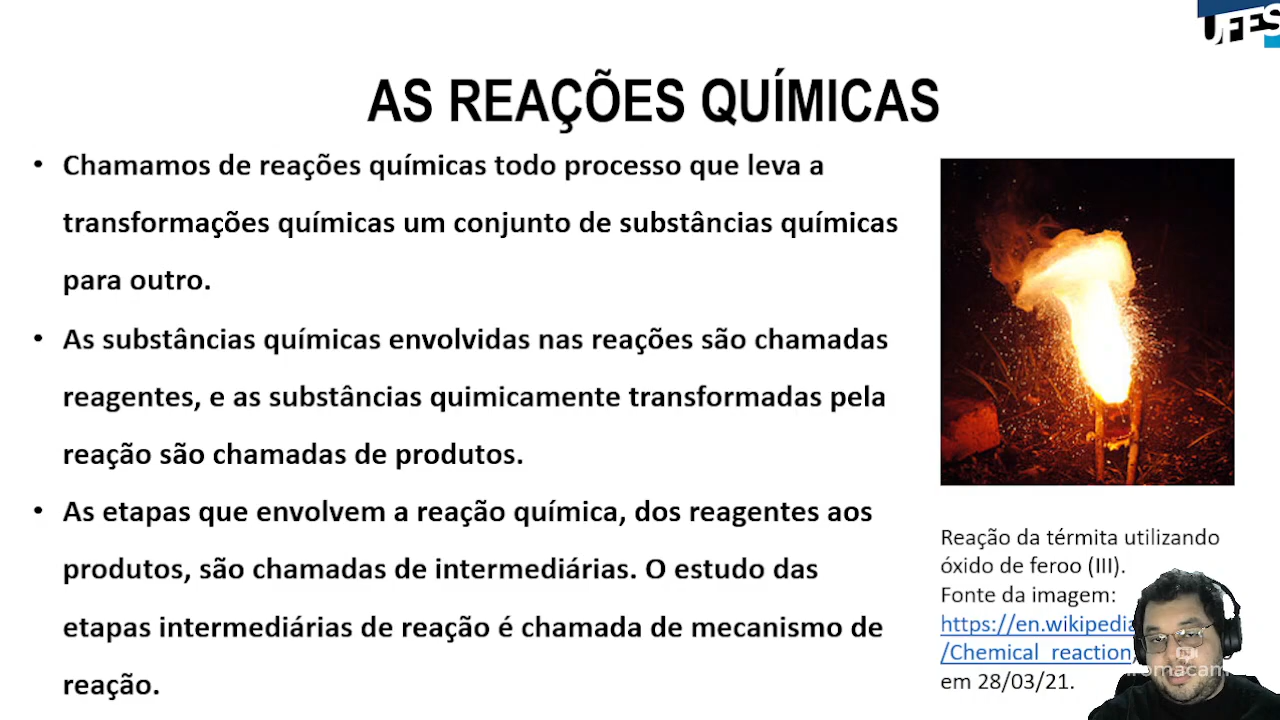 UFES
AS REAÇÕES QUÍMICAS
• Chamamos de reações químicas todo processo que leva a
transformações químicas um conjunto de substâncias químicas
para outro.
• As substâncias químicas envolvidas nas reações são chamadas
reagentes, e as substâncias quimicamente transformadas pela
reação são chamadas de produtos.
• As etapas que envolvem a reação química, dos reagentes aos
produtos, são chamadas de intermediárias. O estudo das
etapas intermediárias de reação é chamada de mecanismo de
reação.
Reação da térmita utilizando
óxido de feroo (III).
Fonte da imagem:
https://en.wikipedia
/Chemical_reaction
em 28/03/21.